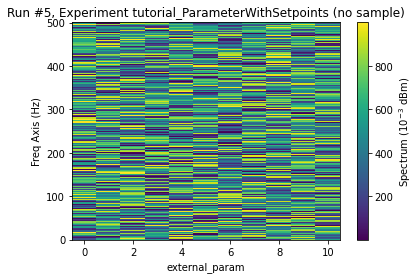 Run #5, Experiment tutorial_ParameterWithSetpoints (no sample)
500
400
300
200
100
0
Freq Axis (Hz)
0 2 4 6 8 10
external_param
800
600
400
200
Spectrum (10⁻³ dBm)